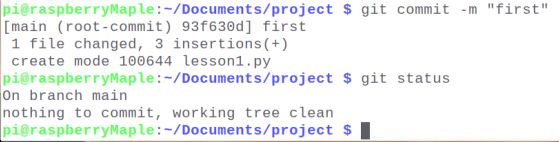 pi@raspberryMaple:~/Documents/project $ git commit -m "first"
[main (root-commit) 93f630d] first
 1 file changed, 3 insertions(+)
 create mode 100644 lesson1.py
pi@raspberryMaple:~/Documents/project $ git status
On branch main
nothing to commit, working tree clean
pi@raspberryMaple:~/Documents/project $